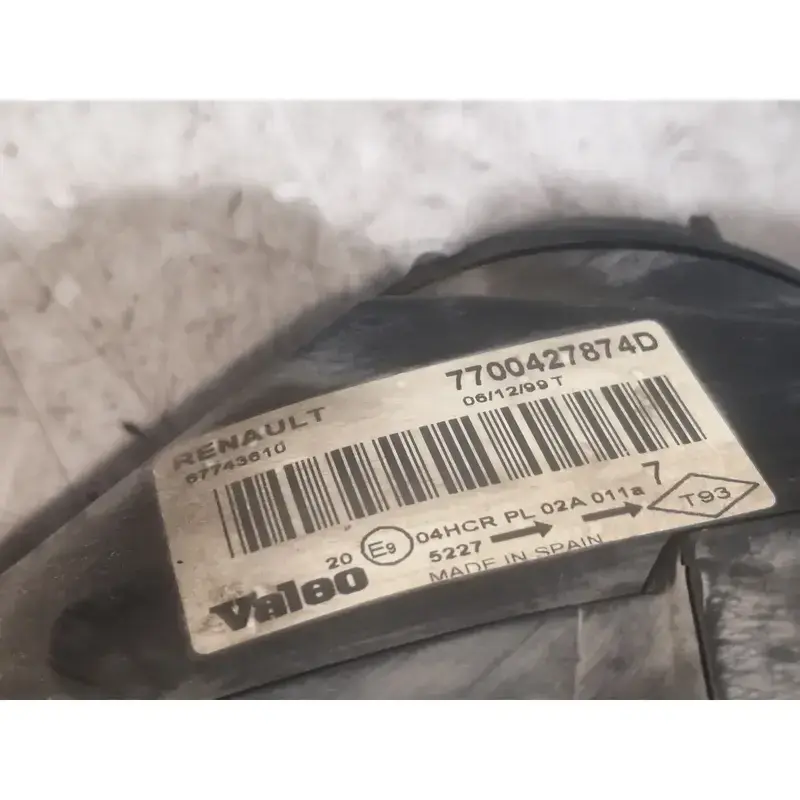 7700427874D
06/12/99 T
RENAULT
67743610
20 E9 04HCR PL 02A 011a 7
5227
T93
MADE IN SPAIN
Valeo